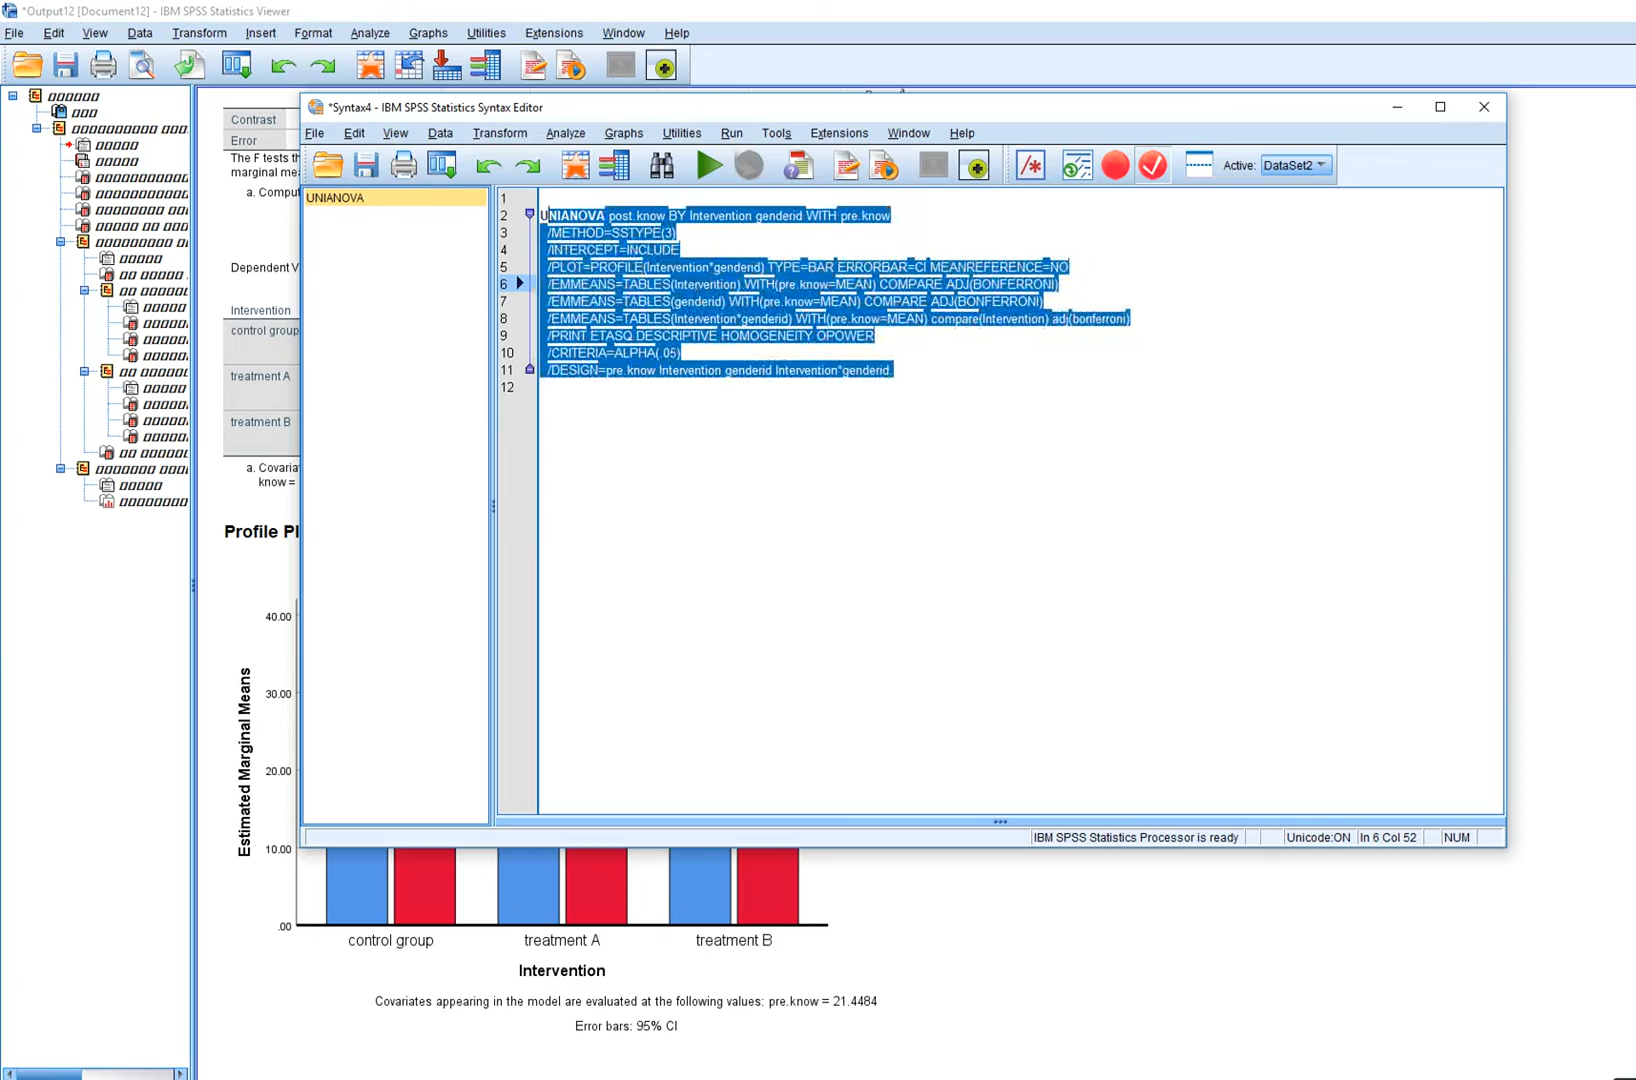 *Output12 [Document12] - IBM SPSS Statistics Viewer
File Edit View Data Transform Insert Format Analyze Graphs Utilities Extensions Window Help
Contrast
Error
The F tests th
marginal mea
a. Comput
Dependent V
Intervention
control group
treatment A
treatment B
a. Covaria
know =
Profile Pl
*Syntax4 - IBM SPSS Statistics Syntax Editor
File Edit View Data Transform Analyze Graphs Utilities Run Tools Extensions Window Help
Active: DataSet2
UNIANOVA
1
2 UNIANOVA post.know BY Intervention genderid WITH pre.know
3 /METHOD=SSTYPE(3)
4 /INTERCEPT=INCLUDE
5 /PLOT=PROFILE(Intervention*genderid) TYPE=BAR ERRORBAR=CI MEANREFERENCE=NO
6 /EMMEANS=TABLES(Intervention) WITH(pre.know=MEAN) COMPARE ADJ(BONFERRONI)
7 /EMMEANS=TABLES(genderid) WITH(pre.know=MEAN) COMPARE ADJ(BONFERRONI)
8 /EMMEANS=TABLES(Intervention*genderid) WITH(pre.know=MEAN) compare(Intervention) adj(bonferroni)
9 /PRINT ETASQ DESCRIPTIVE HOMOGENEITY OPOWER
10 /CRITERIA=ALPHA(.05)
11 /DESIGN=pre.know Intervention genderid Intervention*genderid.
12
IBM SPSS Statistics Processor is ready Unicode:ON In 6 Col 52 NUM
Estimated Marginal Means
40.00
30.00
20.00
10.00
.00
control group treatment A treatment B
Intervention
Covariates appearing in the model are evaluated at the following values: pre.know = 21.4484
Error bars: 95% CI